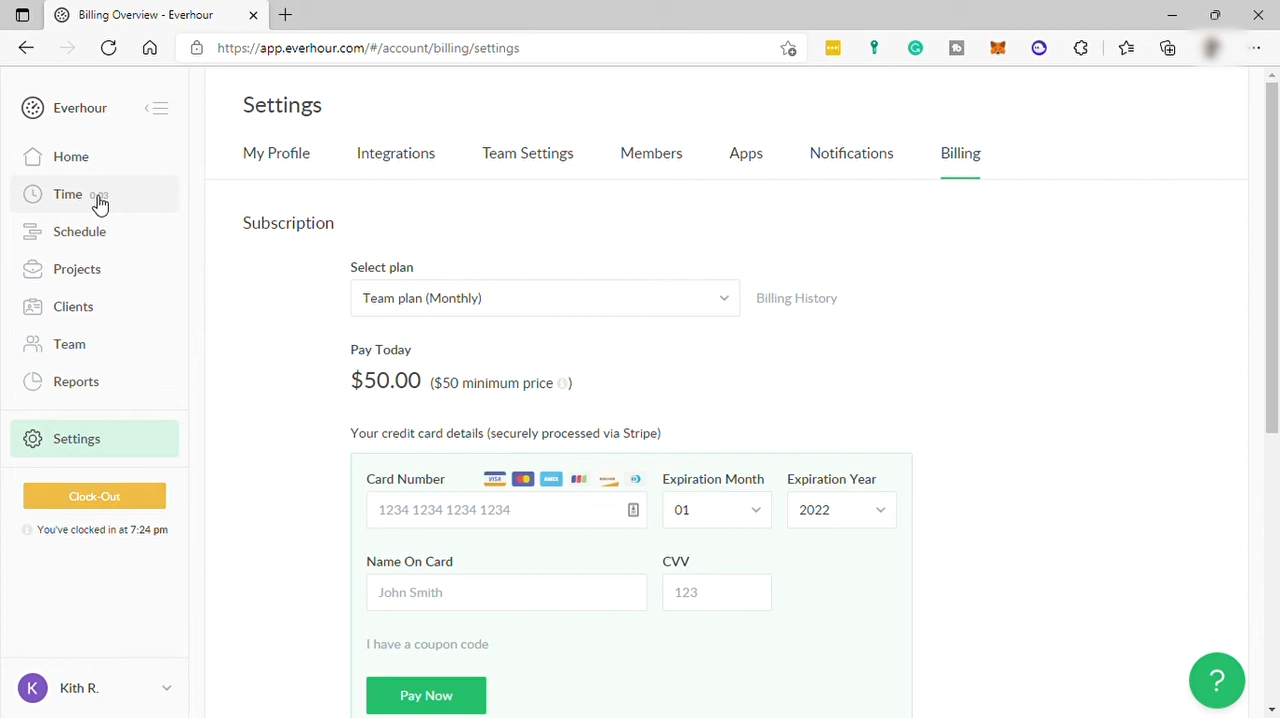 Billing Overview - Everhour
https://app.everhour.com/#/account/billing/settings
Everhour
Home
Time 0:03
Schedule
Projects
Clients
Team
Reports
Settings
Clock-Out
You've clocked in at 7:24 pm
K Kith R.
Settings
My Profile Integrations Team Settings Members Apps Notifications Billing
Subscription
Select plan
Team plan (Monthly) Billing History
Pay Today
$50.00 ($50 minimum price )
Your credit card details (securely processed via Stripe)
Card Number VISA AMEX Expiration Month Expiration Year
1234 1234 1234 1234 01 2022
Name On Card CVV
John Smith 123
I have a coupon code
Pay Now
?